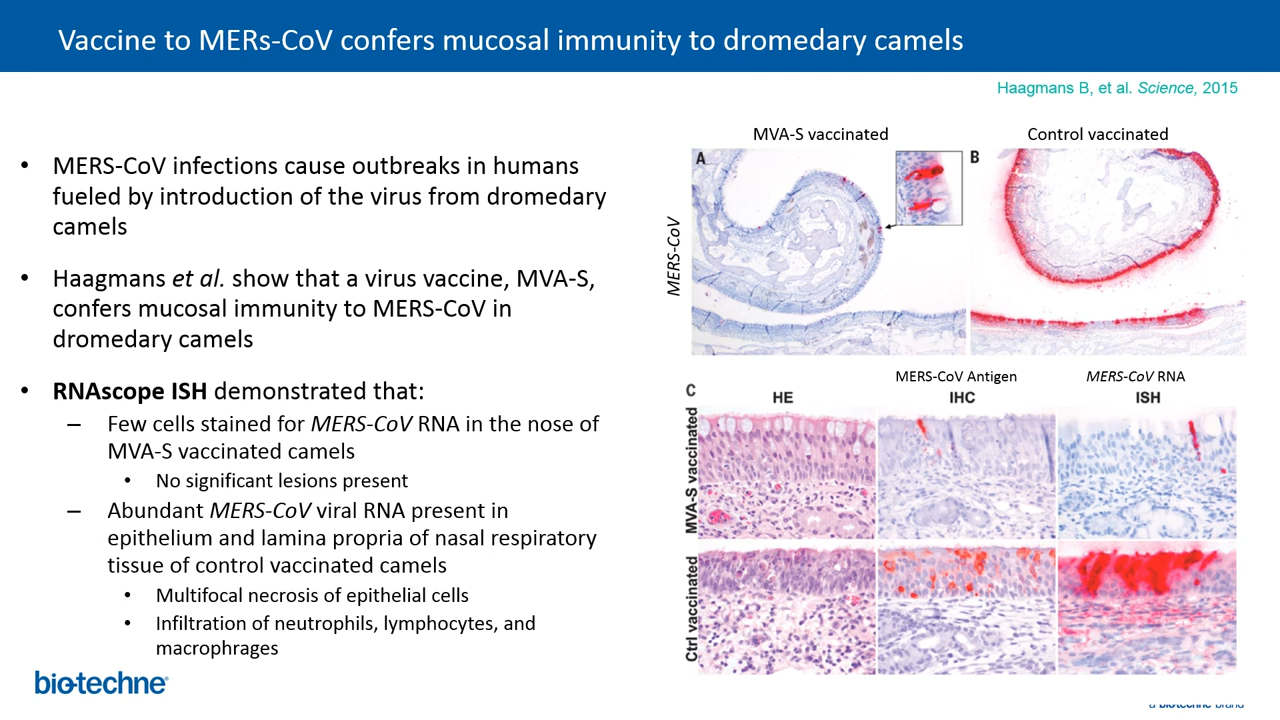 Vaccine to MERs-CoV confers mucosal immunity to dromedary camels
Haagmans B, et al. Science, 2015
• MERS-CoV infections cause outbreaks in humans
fueled by introduction of the virus from dromedary
camels
• Haagmans et al. show that a virus vaccine, MVA-S,
confers mucosal immunity to MERS-CoV in
dromedary camels
• RNAscope ISH demonstrated that:
– Few cells stained for MERS-CoV RNA in the nose of
MVA-S vaccinated camels
• No significant lesions present
– Abundant MERS-CoV viral RNA present in
epithelium and lamina propria of nasal respiratory
tissue of control vaccinated camels
• Multifocal necrosis of epithelial cells
• Infiltration of neutrophils, lymphocytes, and
macrophrages
MVA-S vaccinated
Control vaccinated
MERS-CoV
A
B
C
MERS-CoV Antigen
MERS-CoV RNA
HE
IHC
ISH
MVA-S vaccinated
Ctrl vaccinated
bio-techne®
a biotechne brand